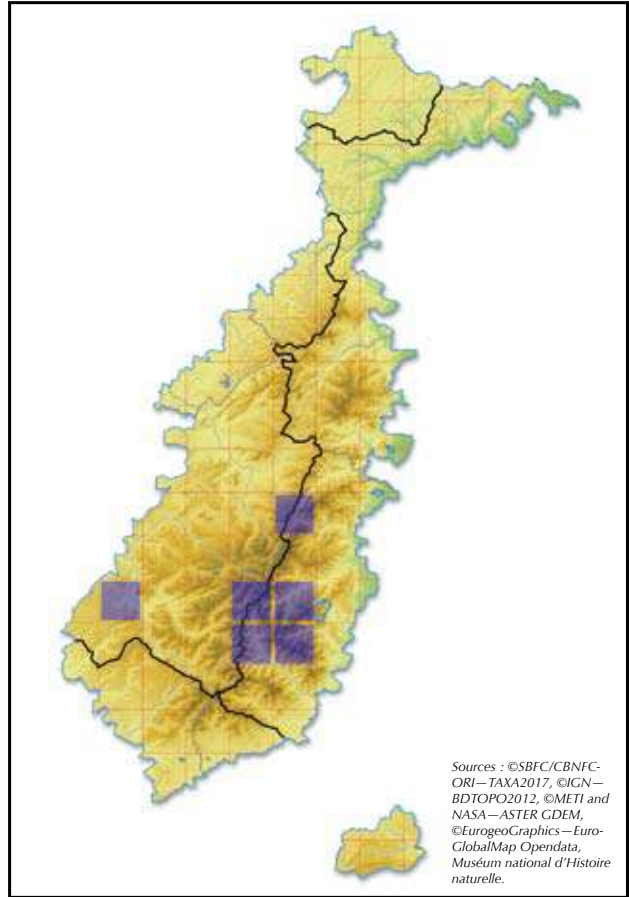 Sources : ©SBFC/CBNFC-
ORI—TAXA2017, ©IGN—
BDTOPO2012, ©METI and
NASA—ASTER GDEM,
©EurogeoGraphics—Euro-
GlobalMap Opendata,
Muséum national d'Histoire
naturelle.